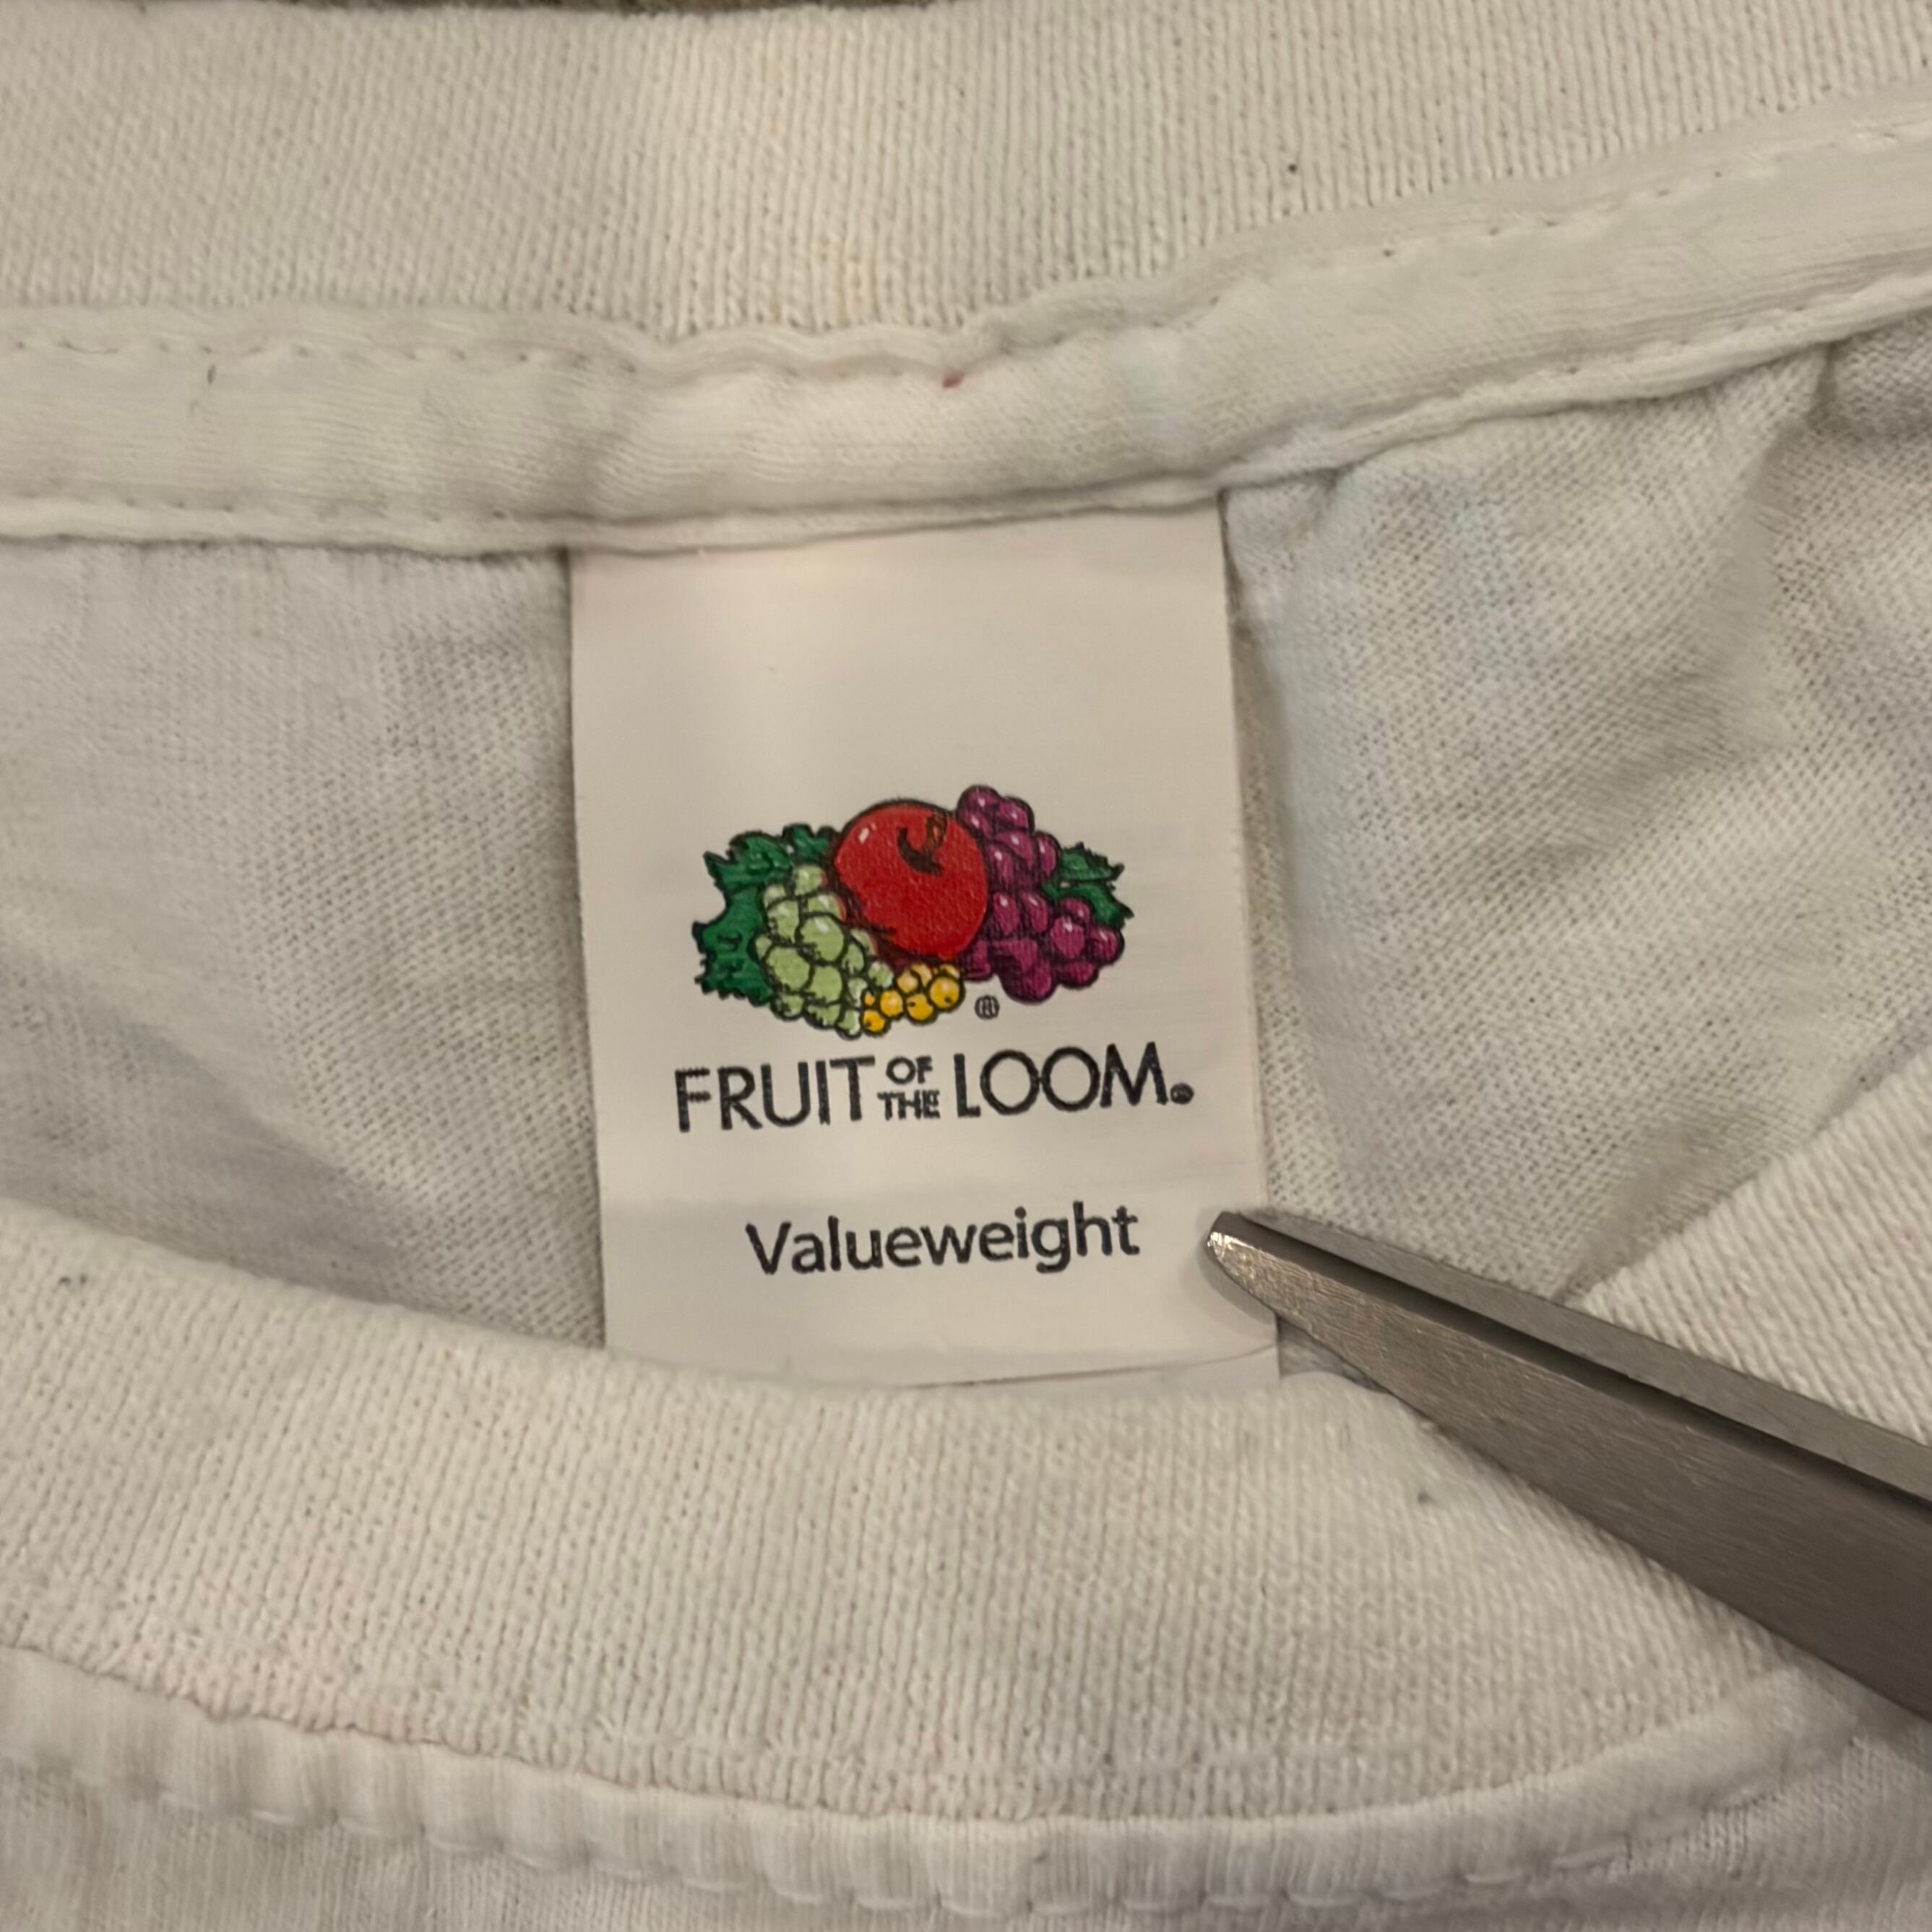 ®
FRUIT OF THE LOOM®
Valueweight